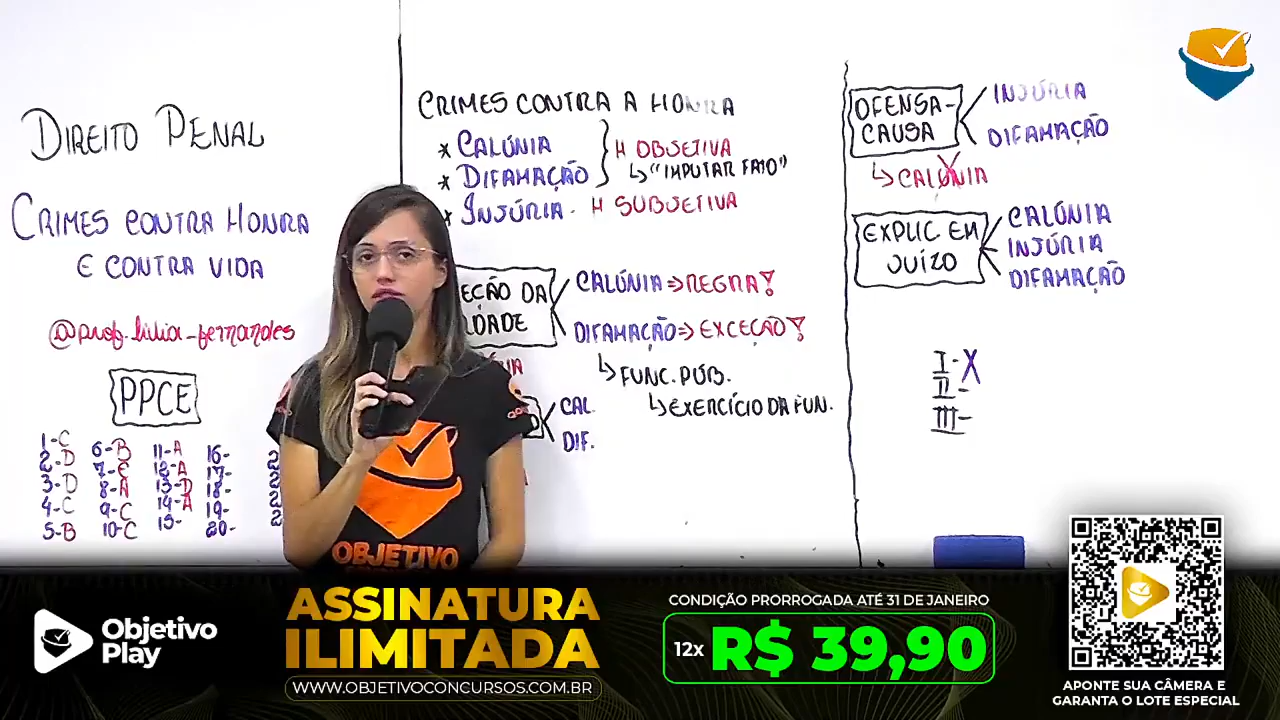 DIREITO PENAL
CRIMES CONTRA HONRA
E CONTRA VIDA
@prof.lilia_fernandes
PPCE
1-C 6-B 11-A 16-
2-D 7-E 12-A 17-
3-D 8-A 13-D 18-
4-C 9-C 14-A 19-
5-B 10-C 15- 20-
CRIMES CONTRA A HONRA
* CALÚNIA
* DIFAMAÇÃO
H OBJETIVA
↳ "IMPUTAR FATO"
* INJÚRIA - H SUBJETIVA
CALÚNIA ⇒ REGRA!
DIFAMAÇÃO ⇒ EXCEÇÃO!
↳ FUNC. PÚB.
↳ EXERCÍCIO DA FUN.
CAL.
DIF.
OFENSA-
CAUSA
INJÚRIA
DIFAMAÇÃO
↳ CALÚNIA
EXPLIC EM
JUÍZO
CALÚNIA
INJÚRIA
DIFAMAÇÃO
I - X
II -
III -
OBJETIVO
Objetivo
Play
ASSINATURA
ILIMITADA
WWW.OBJETIVOCONCURSOS.COM.BR
CONDIÇÃO PRORROGADA ATÉ 31 DE JANEIRO
12x R$ 39,90
APONTE SUA CÂMERA E
GARANTA O LOTE ESPECIAL